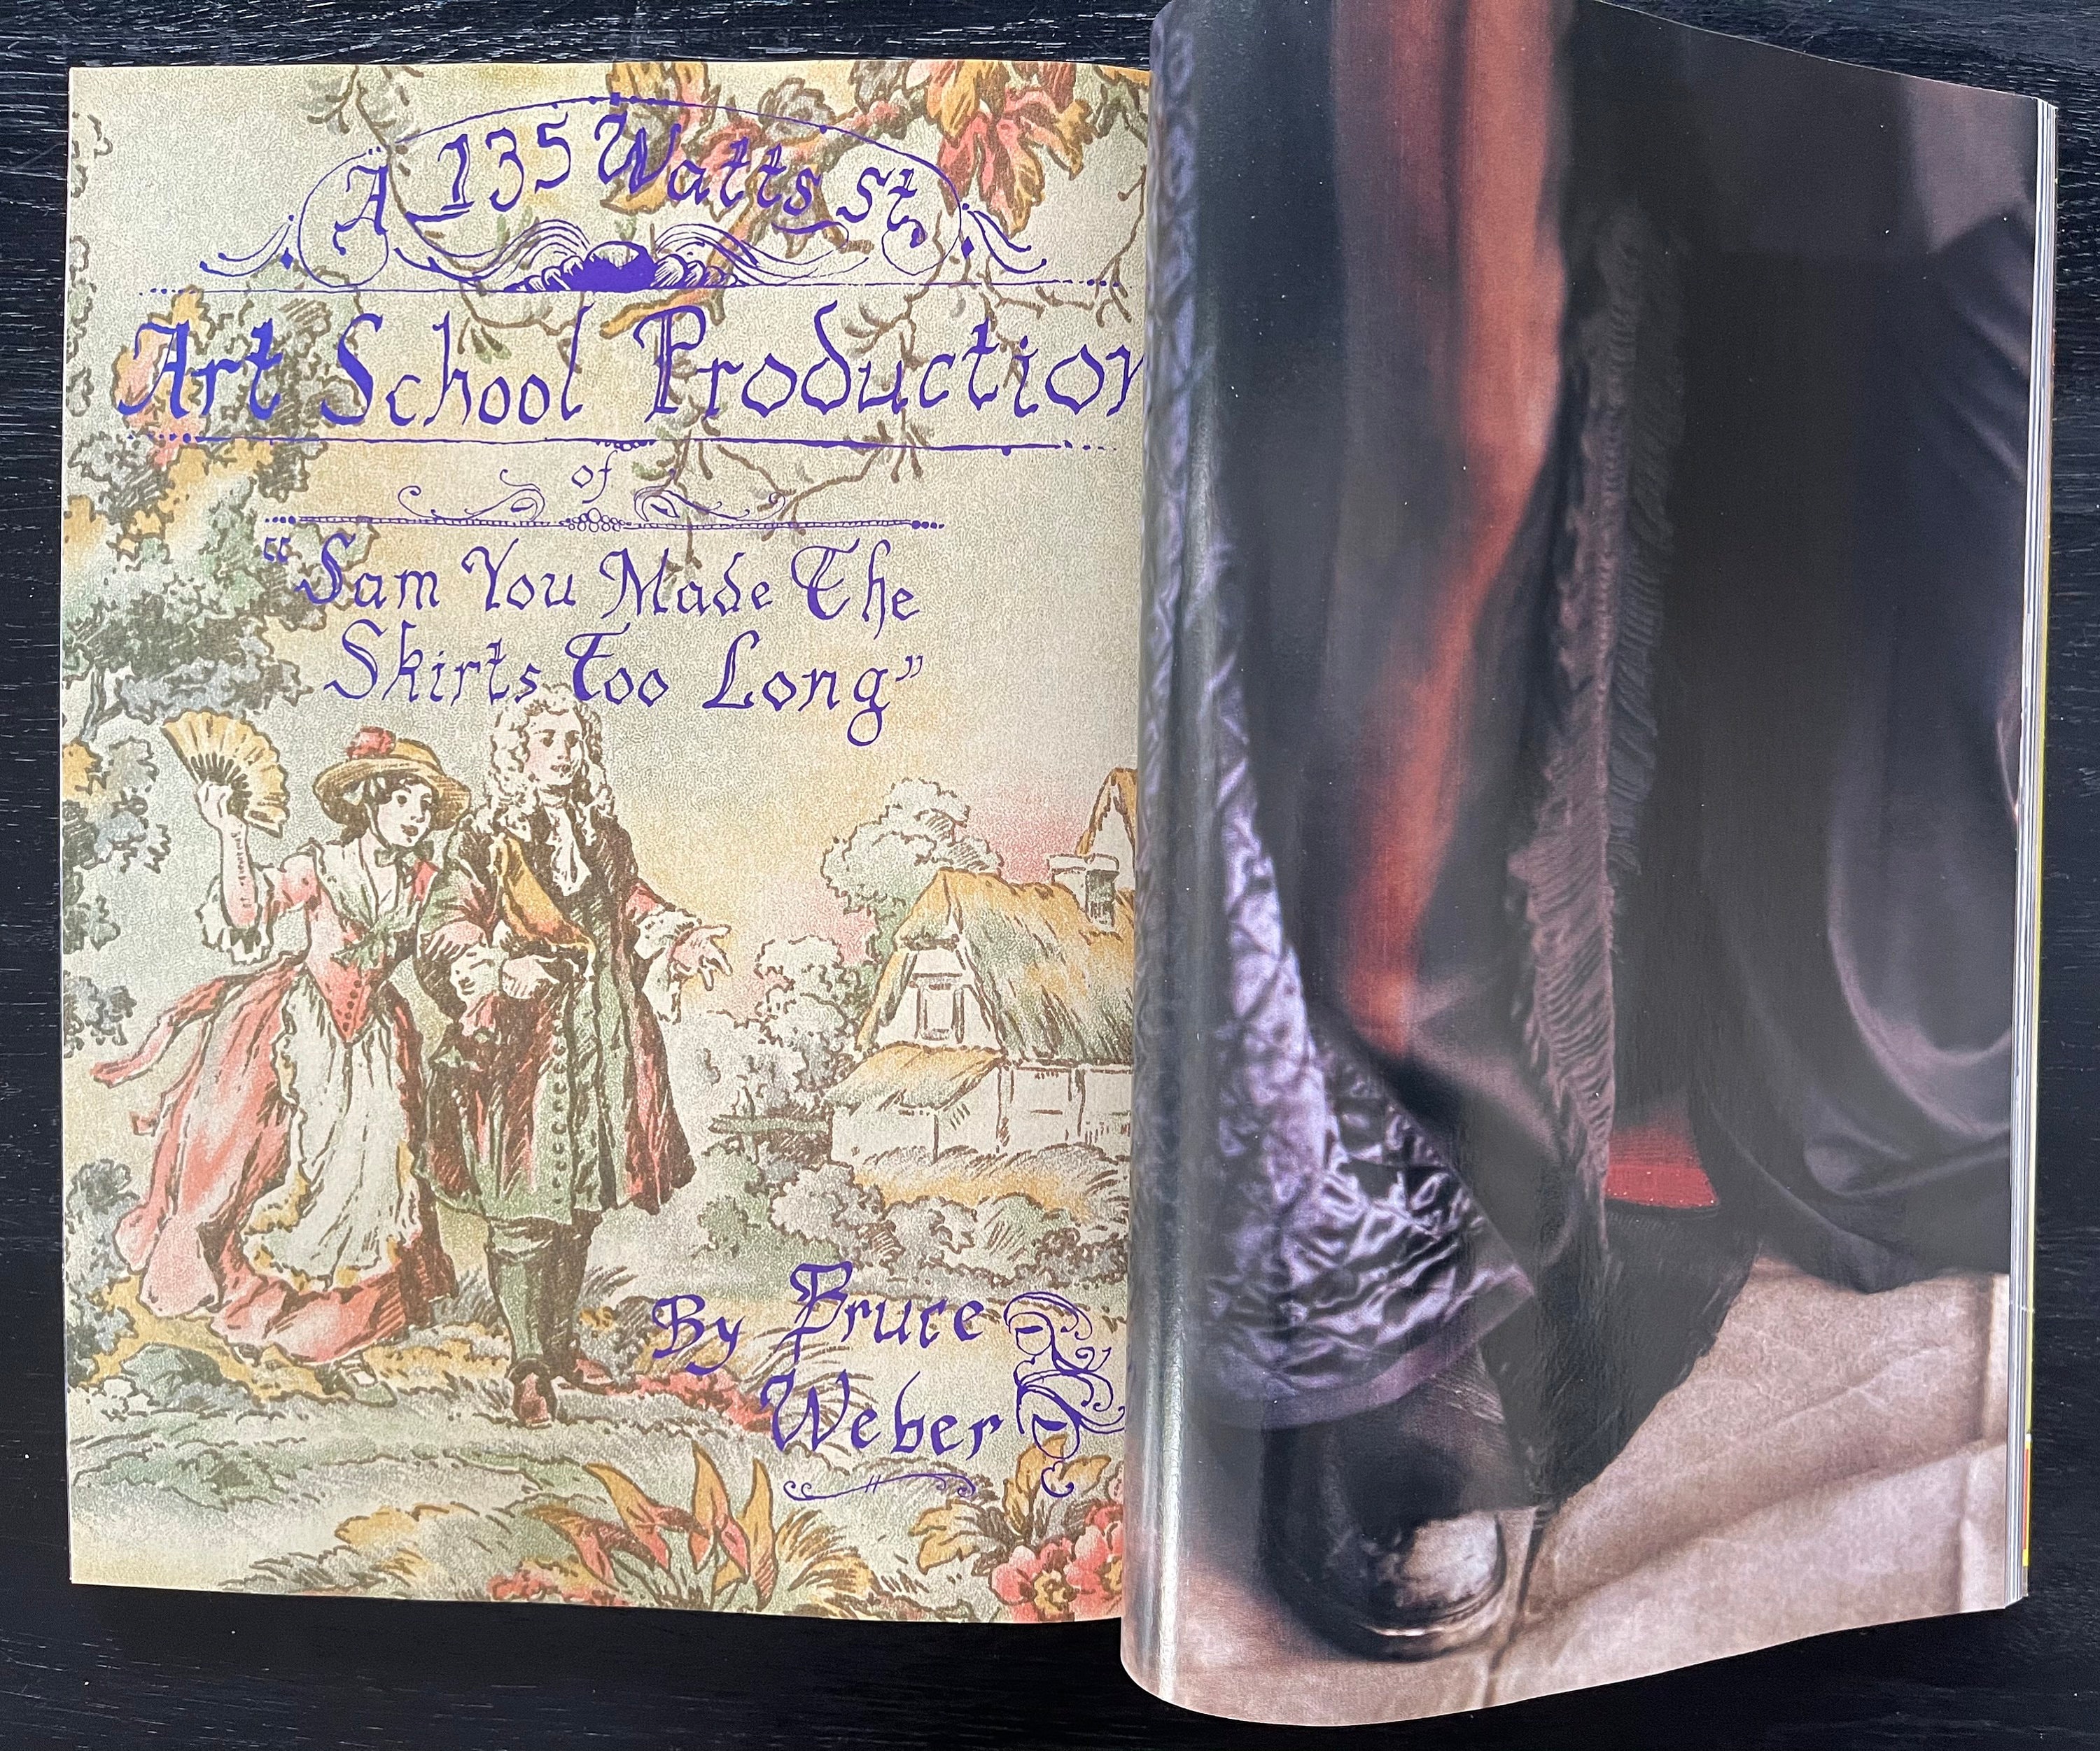 A 135 Watts St.
Art School Production
of
"Sam You Made The
Skirts Too Long"
By Bruce
Weber